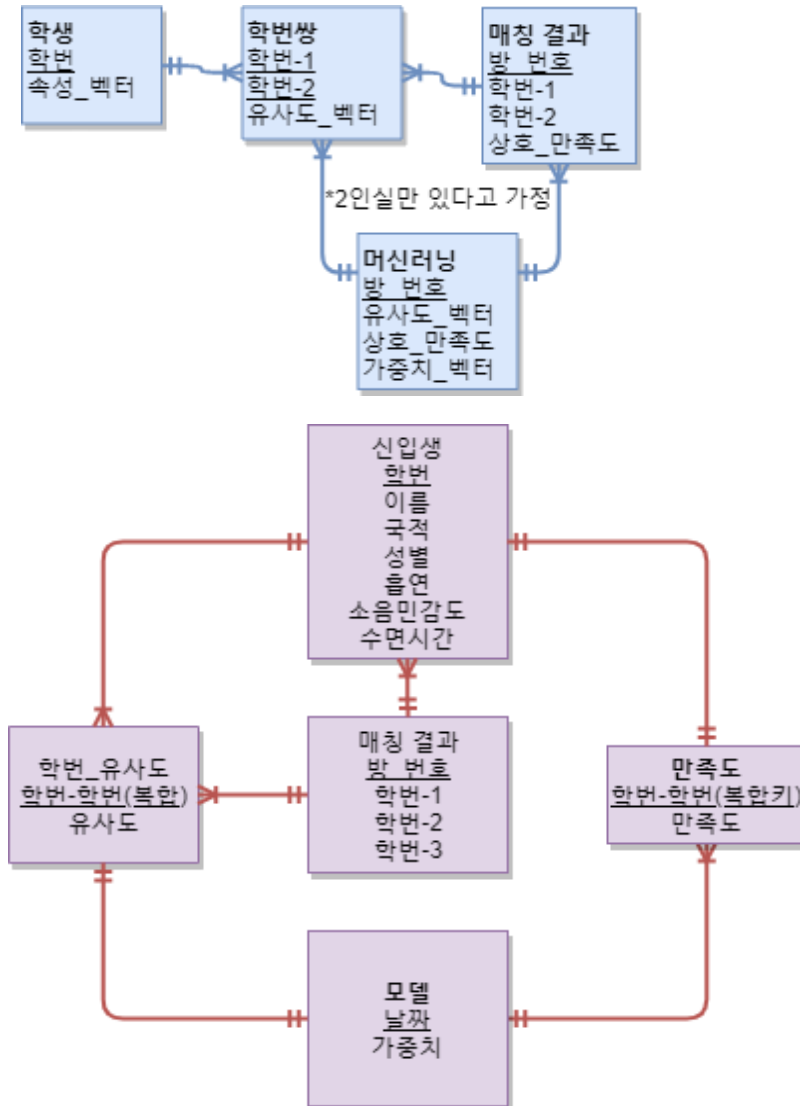 학생
학번
속성_벡터
학번쌍
학번-1
학번-2
유사도_벡터
매칭 결과
방_번호
학번-1
학번-2
상호_만족도
*2인실만 있다고 가정
머신러닝
방_번호
유사도_벡터
상호_만족도
가중치_벡터
신입생
학번
이름
국적
성별
흡연
소음민감도
수면시간
학번_유사도
학번-학번(복합)
유사도
매칭 결과
방_번호
학번-1
학번-2
학번-3
만족도
학번-학번(복합키)
만족도
모델
날짜
가중치